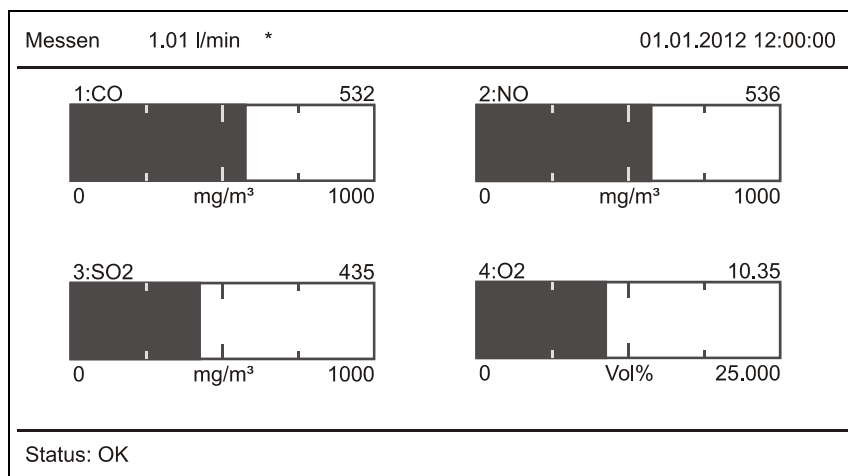 Messen 1.01 l/min * 01.01.2012 12:00:00
1:CO 532 2:NO 536
0 mg/m³ 1000 0 mg/m³ 1000
3:SO2 435 4:O2 10.35
0 mg/m³ 1000 0 Vol% 25.000
Status: OK